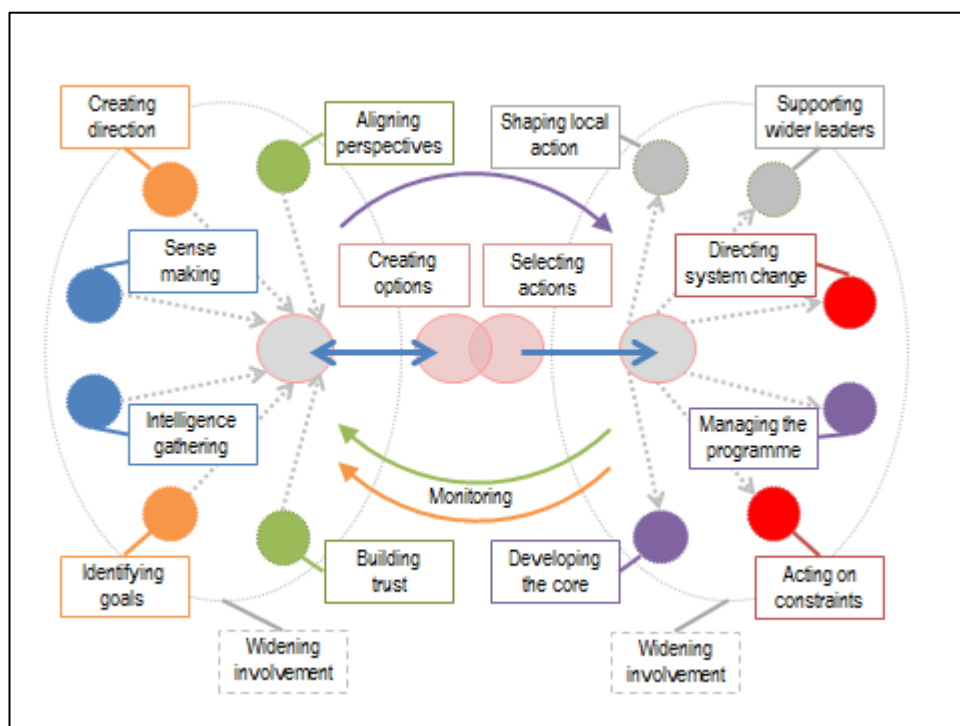 Creating
direction
Aligning
perspectives
Shaping local
action
Supporting
wider leaders
Sense
making
Creating
options
Selecting
actions
Directing
system change
Intelligence
gathering
Managing the
programme
Monitoring
Identifying
goals
Building
trust
Developing
the core
Acting on
constraints
Widening
involvement
Widening
involvement